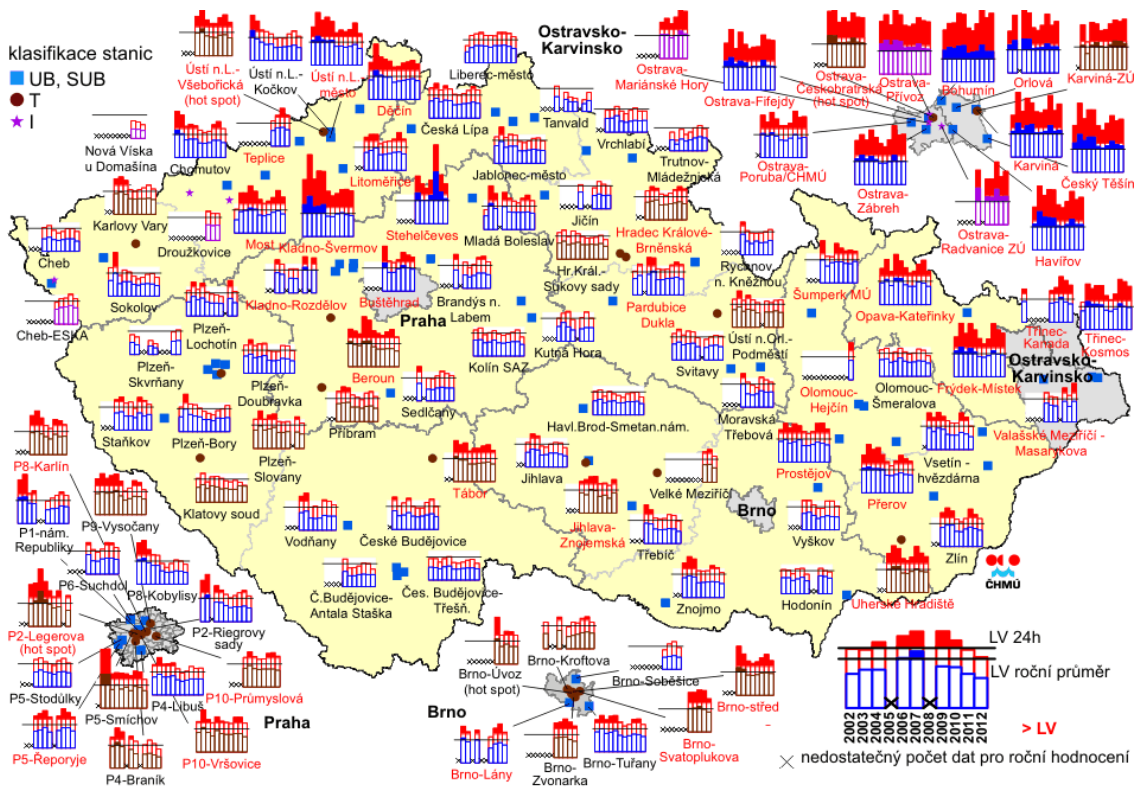 klasifikace stanic
UB, SUB
T
I
Ústí n.L.-
Všebořická
(hot spot)
Ústí n.L.-
Kočkov
Ústí n.L.
město
Děčín
Liberec-město
Ostravsko-
Karvinsko
Ostrava-
Mariánské Hory
Ostrava-Fifejdy
Ostrava-
Českobratrská
(hot spot)
Ostrava-
Přívoz
Bohumín
Orlová
Karviná-ZÚ
Nová Víska
u Domašína
Chomutov
Teplice
Litoměřice
Česká Lípa
Tanvald
Vrchlabí
Jablonec-město
Trutnov-
Mládežnická
Ostrava-
Poruba/ČHMÚ
Ostrava-
Zábřeh
Karviná
Český Těšín
Ostrava-
Radvanice ZÚ
Havířov
Karlovy Vary
Droužkovice
Most
Kladno-Švermov
Stehelčeves
Mladá Boleslav
Jičín
Hradec Králové-
Brněnská
Cheb
Sokolov
Kladno-Rozdělov
Buštěhrad
Brandýs n.
Labem
Hr.Král.-
Sukovy sady
Rychnov
n. Kněžnou
Šumperk MÚ
Opava-Kateřinky
Cheb-ESKA
Plzeň-
Lochotín
Praha
Pardubice
Dukla
Třinec-
Kanada
Třinec-
Kosmos
Plzeň-
Skvrňany
Plzeň-
Doubravka
Beroun
Kutná Hora
Kolín SAZ
Ústí n.Orl.-
Podměstí
Svitavy
Olomouc-
Hejčín
Olomouc-
Šmeralova
Frýdek-Místek
Ostravsko-
Karvinsko
Staňkov
Plzeň-Bory
Příbram
Sedlčany
Havl.Brod-Smetan.nám.
Moravská
Třebová
Valašské Meziříčí -
Masarykova
P8-Karlín
Plzeň-
Slovany
Tábor
Jihlava
Velké Meziříčí
Prostějov
Přerov
Vsetín -
hvězdárna
P9-Vysočany
Klatovy soud
P1-nám.
Republiky
Vodňany
České Budějovice
Jihlava-
Znojemská
Třebíč
Brno
Vyškov
Zlín
P6-Suchdol
P8-Kobylisy
Č.Budějovice-
Antala Staška
Čes. Budějovice-
Třešň.
Znojmo
Hodonín
Uherské Hradiště
ČHMÚ
P2-Legerova
(hot spot)
P2-Riegrovy
sady
Brno-Úvoz
(hot spot)
Brno-Kroftova
Brno-Soběšice
LV 24h
LV roční průměr
P5-Stodůlky
P5-Smíchov
P4-Libuš
P10-Průmyslová
Praha
Brno
Brno-střed
P5-Řeporyje
P4-Braník
P10-Vršovice
Brno-Lány
Brno-
Zvonarka
Brno-Tuřany
Brno-
Svatoplukova
2002
2003
2004
2005
2006
2007
2008
2009
2010
2011
2012
> LV
nedostatečný počet dat pro roční hodnocení